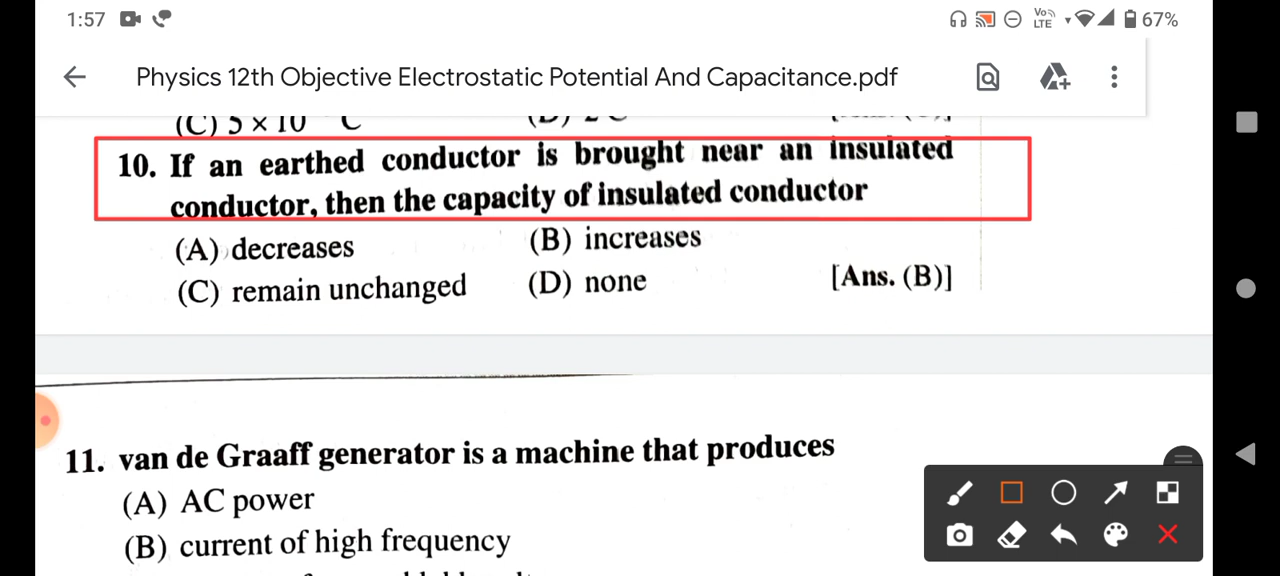 1:57 Vo LTE 67%
Physics 12th Objective Electrostatic Potential And Capacitance.pdf
10. If an earthed conductor is brought near an insulated
conductor, then the capacity of insulated conductor
(A) decreases (B) increases
(C) remain unchanged (D) none [Ans. (B)]
11. van de Graaff generator is a machine that produces
(A) AC power
(B) current of high frequency